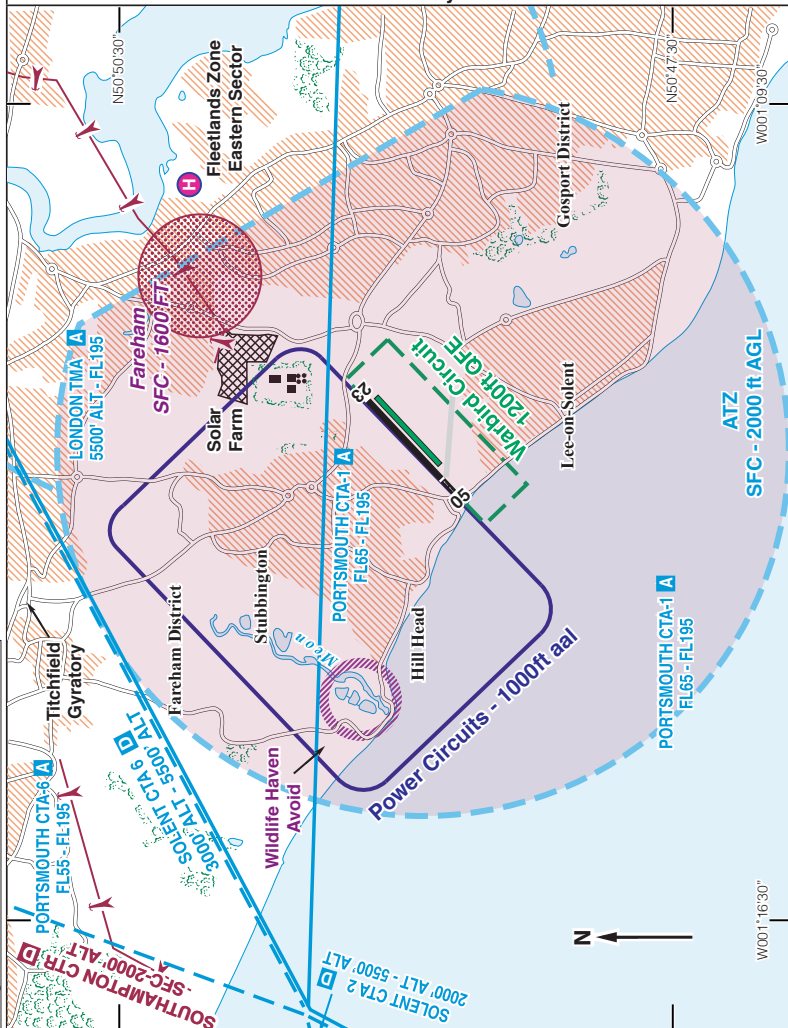 N50°50'30"
N50°47'30"
W001°09'30"
W001°16'30"
Fleetlands Zone
Eastern Sector
H
Gosport District
Fareham
SFC - 1600 FT
LONDON TMA A
5500' ALT - FL195
Solar
Farm
Warbird Circuit
1200ft QFE
23
05
Lee-on-Solent
ATZ
SFC - 2000 ft AGL
PORTSMOUTH CTA-1 A
FL65 - FL195
Stubbington
Fareham District
Meon
Hill Head
Titchfield
Gyratory
SOLENT CTA 6 D
3000' ALT - 5500' ALT
PORTSMOUTH CTA-6 A
FL55 - FL195
Wildlife Haven
Avoid
Power Circuits - 1000ft aal
PORTSMOUTH CTA-1 A
FL65 - FL195
SOUTHAMPTON CTR D
SFC-2000' ALT
SOLENT CTA 2 D
2000' ALT - 5500' ALT
N